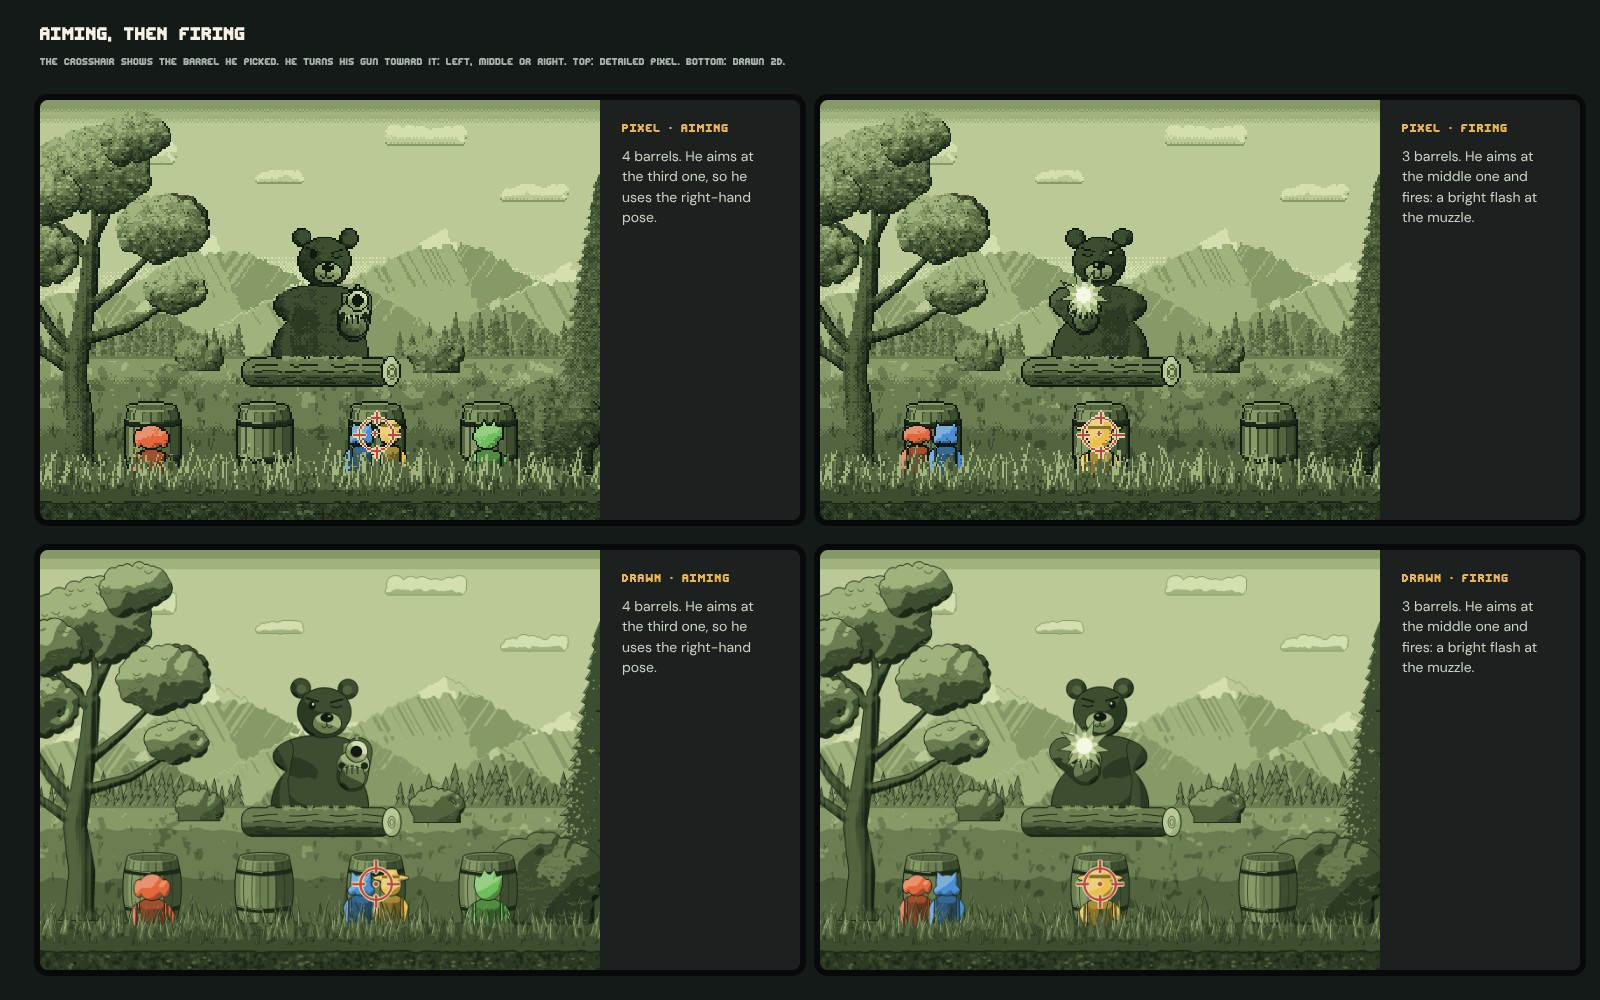 AIMING, THEN FIRING
THE CROSSHAIR SHOWS THE BARREL HE PICKED. HE TURNS HIS GUN TOWARD IT: LEFT, MIDDLE OR RIGHT. TOP: DETAILED PIXEL. BOTTOM: DRAWN 2D.
PIXEL · AIMING
4 barrels. He aims at
the third one, so he
uses the right-hand
pose.
PIXEL · FIRING
3 barrels. He aims at
the middle one and
fires: a bright flash at
the muzzle.
DRAWN · AIMING
4 barrels. He aims at
the third one, so he
uses the right-hand
pose.
DRAWN · FIRING
3 barrels. He aims at
the middle one and
fires: a bright flash at
the muzzle.